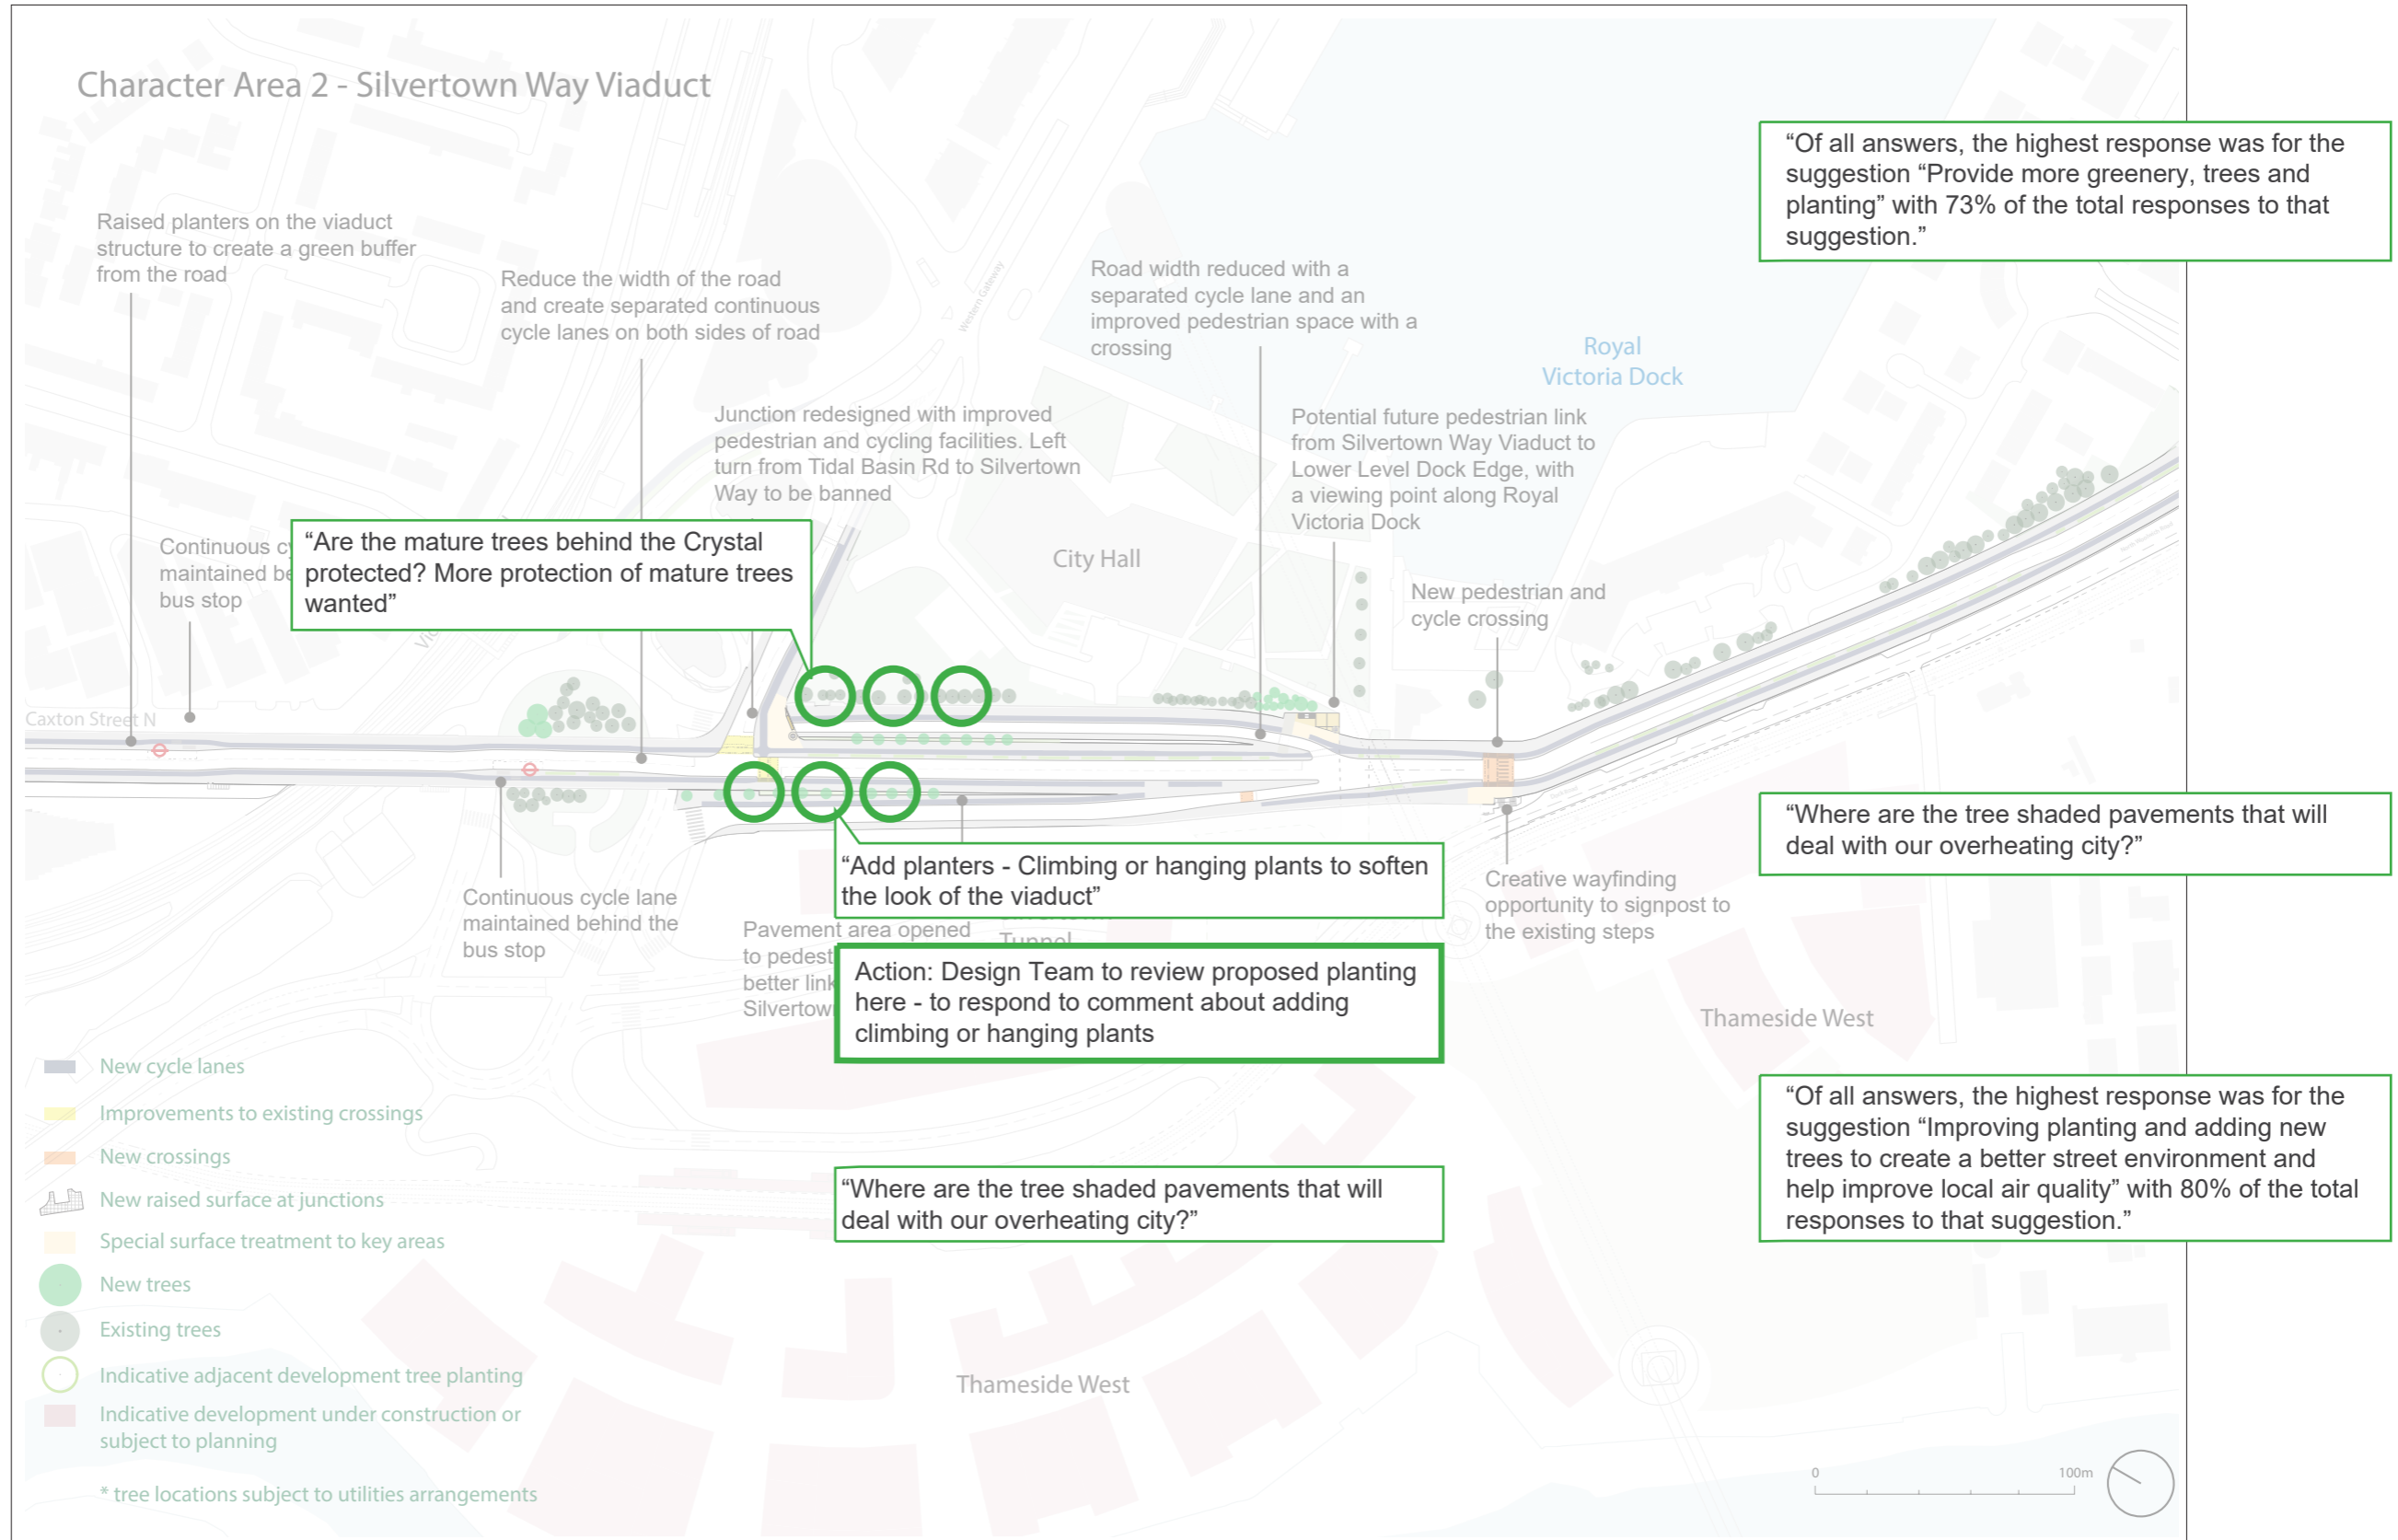 Character Area 2 - Silvertown Way Viaduct
“Of all answers, the highest response was for the
suggestion “Provide more greenery, trees and
planting” with 73% of the total responses to that
suggestion.”
Raised planters on the viaduct
structure to create a green buffer
from the road
Reduce the width of the road
and create separated continuous
cycle lanes on both sides of road
Western Gateway
Road width reduced with a
separated cycle lane and an
improved pedestrian space with a
crossing
Royal
Victoria Dock
Junction redesigned with improved
pedestrian and cycling facilities. Left
turn from Tidal Basin Rd to Silvertown
Way to be banned
Potential future pedestrian link
from Silvertown Way Viaduct to
Lower Level Dock Edge, with
a viewing point along Royal
Victoria Dock
Continuous
maintained
bus stop
“Are the mature trees behind the Crystal
protected? More protection of mature trees
wanted”
City Hall
New pedestrian and
cycle crossing
Caxton Street N
“Where are the tree shaded pavements that will
deal with our overheating city?”
“Add planters - Climbing or hanging plants to soften
the look of the viaduct”
Continuous cycle lane
maintained behind the
bus stop
Creative wayfinding
opportunity to signpost to
the existing steps
Pavement area opened
to
better
Tunnel
Action: Design Team to review proposed planting
here - to respond to comment about adding
climbing or hanging plants
Thameside West
New cycle lanes
Improvements to existing crossings
New crossings
New raised surface at junctions
Special surface treatment to key areas
New trees
Existing trees
Indicative adjacent development tree planting
Indicative development under construction or
subject to planning
* tree locations subject to utilities arrangements
“Where are the tree shaded pavements that will
deal with our overheating city?”
“Of all answers, the highest response was for the
suggestion “Improving planting and adding new
trees to create a better street environment and
help improve local air quality” with 80% of the total
responses to that suggestion.”
Thameside West
0 100m